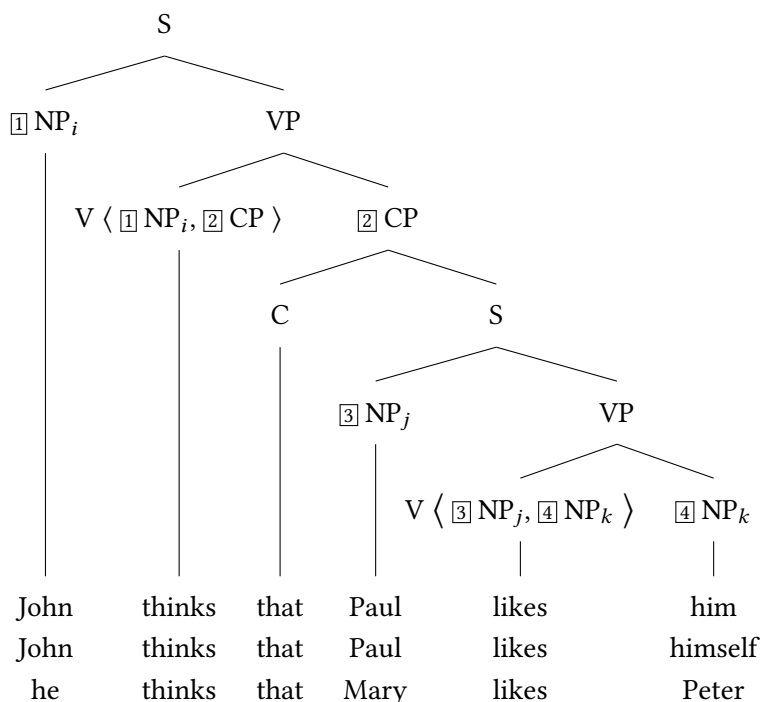 S
1 NP_i VP
V ⟨ 1 NP_i, 2 CP ⟩ 2 CP
C S
3 NP_j VP
V ⟨ 3 NP_j, 4 NP_k ⟩ 4 NP_k
John thinks that Paul likes him
John thinks that Paul likes himself
he thinks that Mary likes Peter